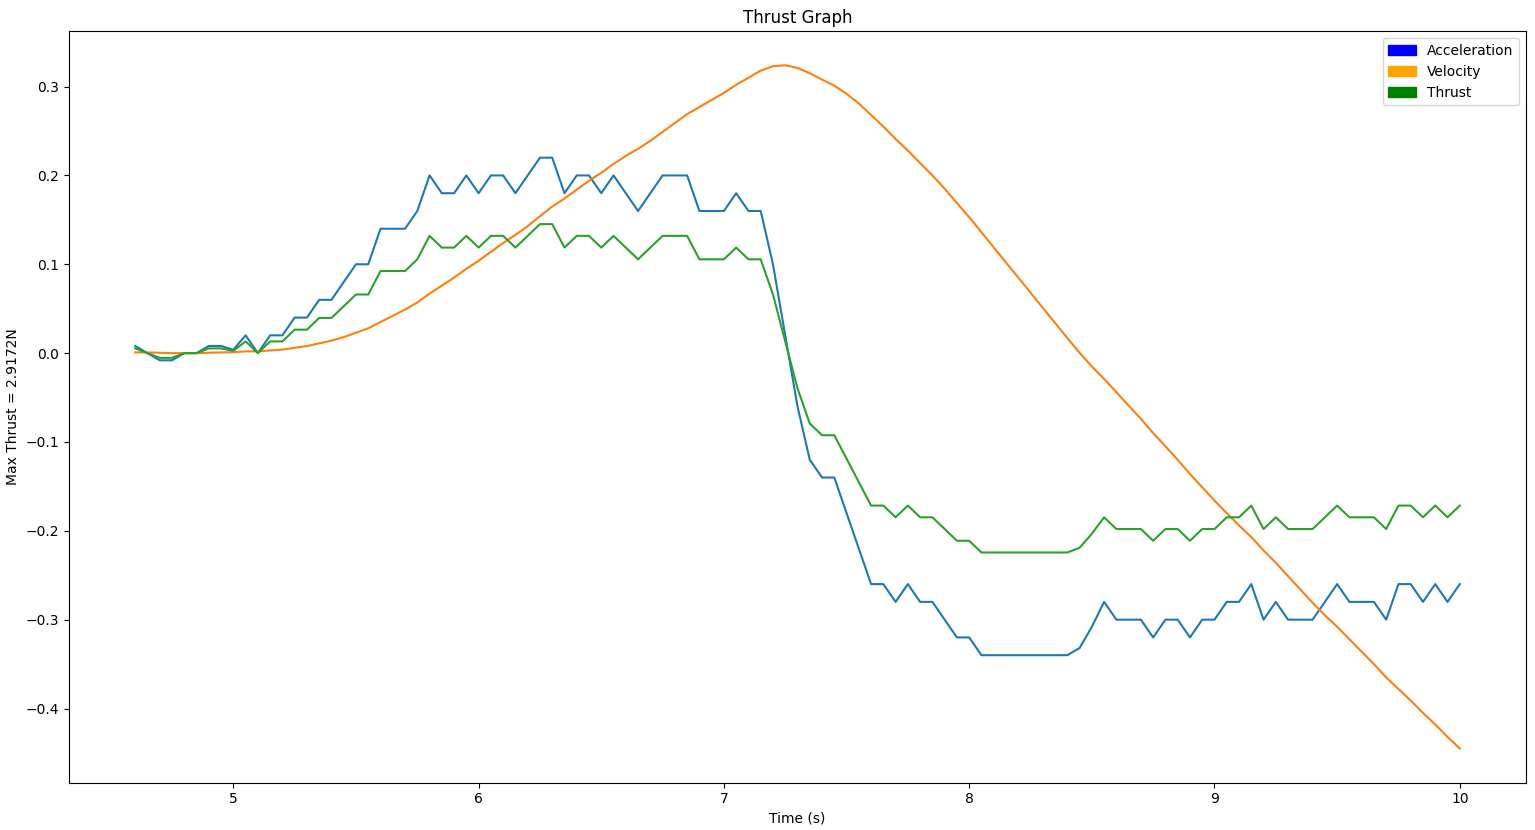 Thrust Graph
Acceleration
Velocity
Thrust
0.3
0.2
0.1
0.0
−0.1
−0.2
−0.3
−0.4
Max Thrust = 2.9172N
5
6
7
8
9
10
Time (s)